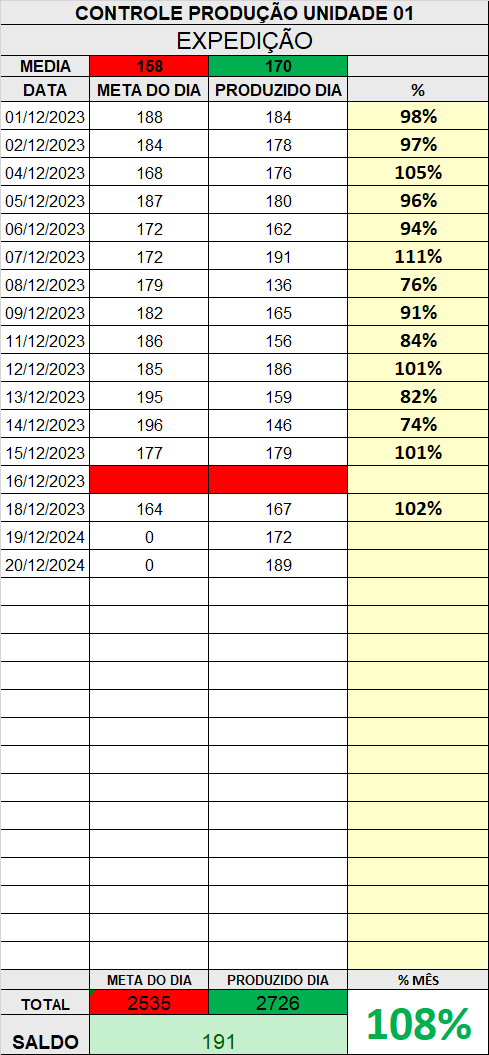 CONTROLE PRODUÇÃO UNIDADE 01
EXPEDIÇÃO
MEDIA 158 170
DATA META DO DIA PRODUZIDO DIA %
01/12/2023 188 184 98%
02/12/2023 184 178 97%
04/12/2023 168 176 105%
05/12/2023 187 180 96%
06/12/2023 172 162 94%
07/12/2023 172 191 111%
08/12/2023 179 136 76%
09/12/2023 182 165 91%
11/12/2023 186 156 84%
12/12/2023 185 186 101%
13/12/2023 195 159 82%
14/12/2023 196 146 74%
15/12/2023 177 179 101%
16/12/2023
18/12/2023 164 167 102%
19/12/2024 0 172
20/12/2024 0 189
META DO DIA PRODUZIDO DIA % MÊS
TOTAL 2535 2726 108%
SALDO 191